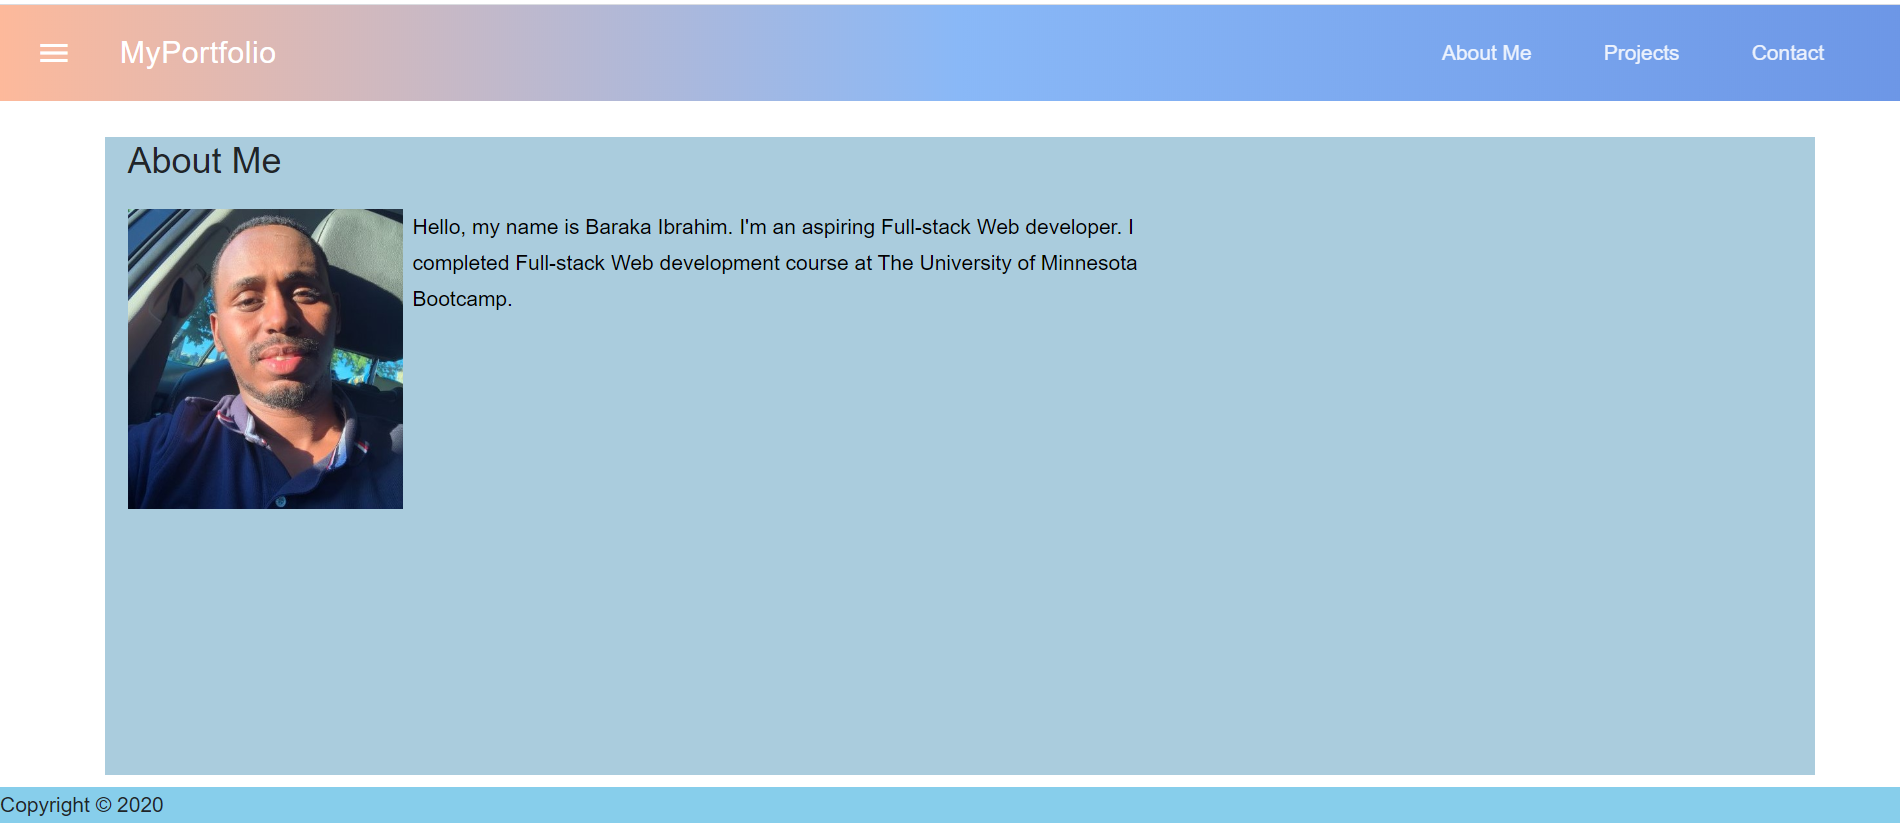 MyPortfolio
About Me
Projects
Contact
About Me
Hello, my name is Baraka Ibrahim. I'm an aspiring Full-stack Web developer. I
completed Full-stack Web development course at The University of Minnesota
Bootcamp.
Copyright © 2020